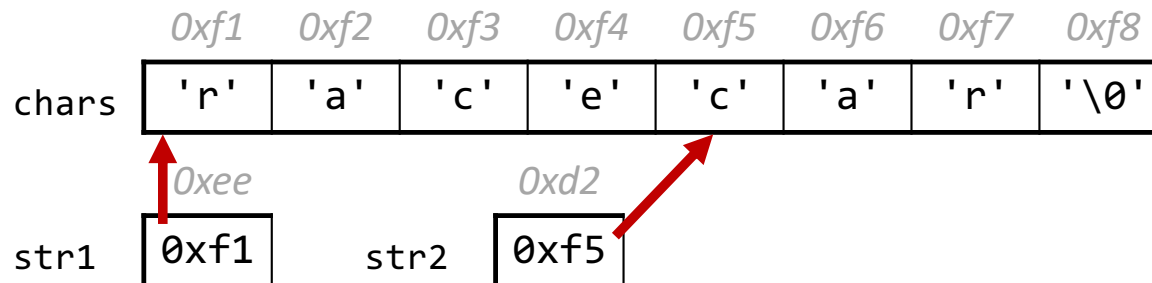 0xf1 0xf2 0xf3 0xf4 0xf5 0xf6 0xf7 0xf8
chars 'r' 'a' 'c' 'e' 'c' 'a' 'r' '\0'
0xee 0xd2
str1 0xf1 str2 0xf5